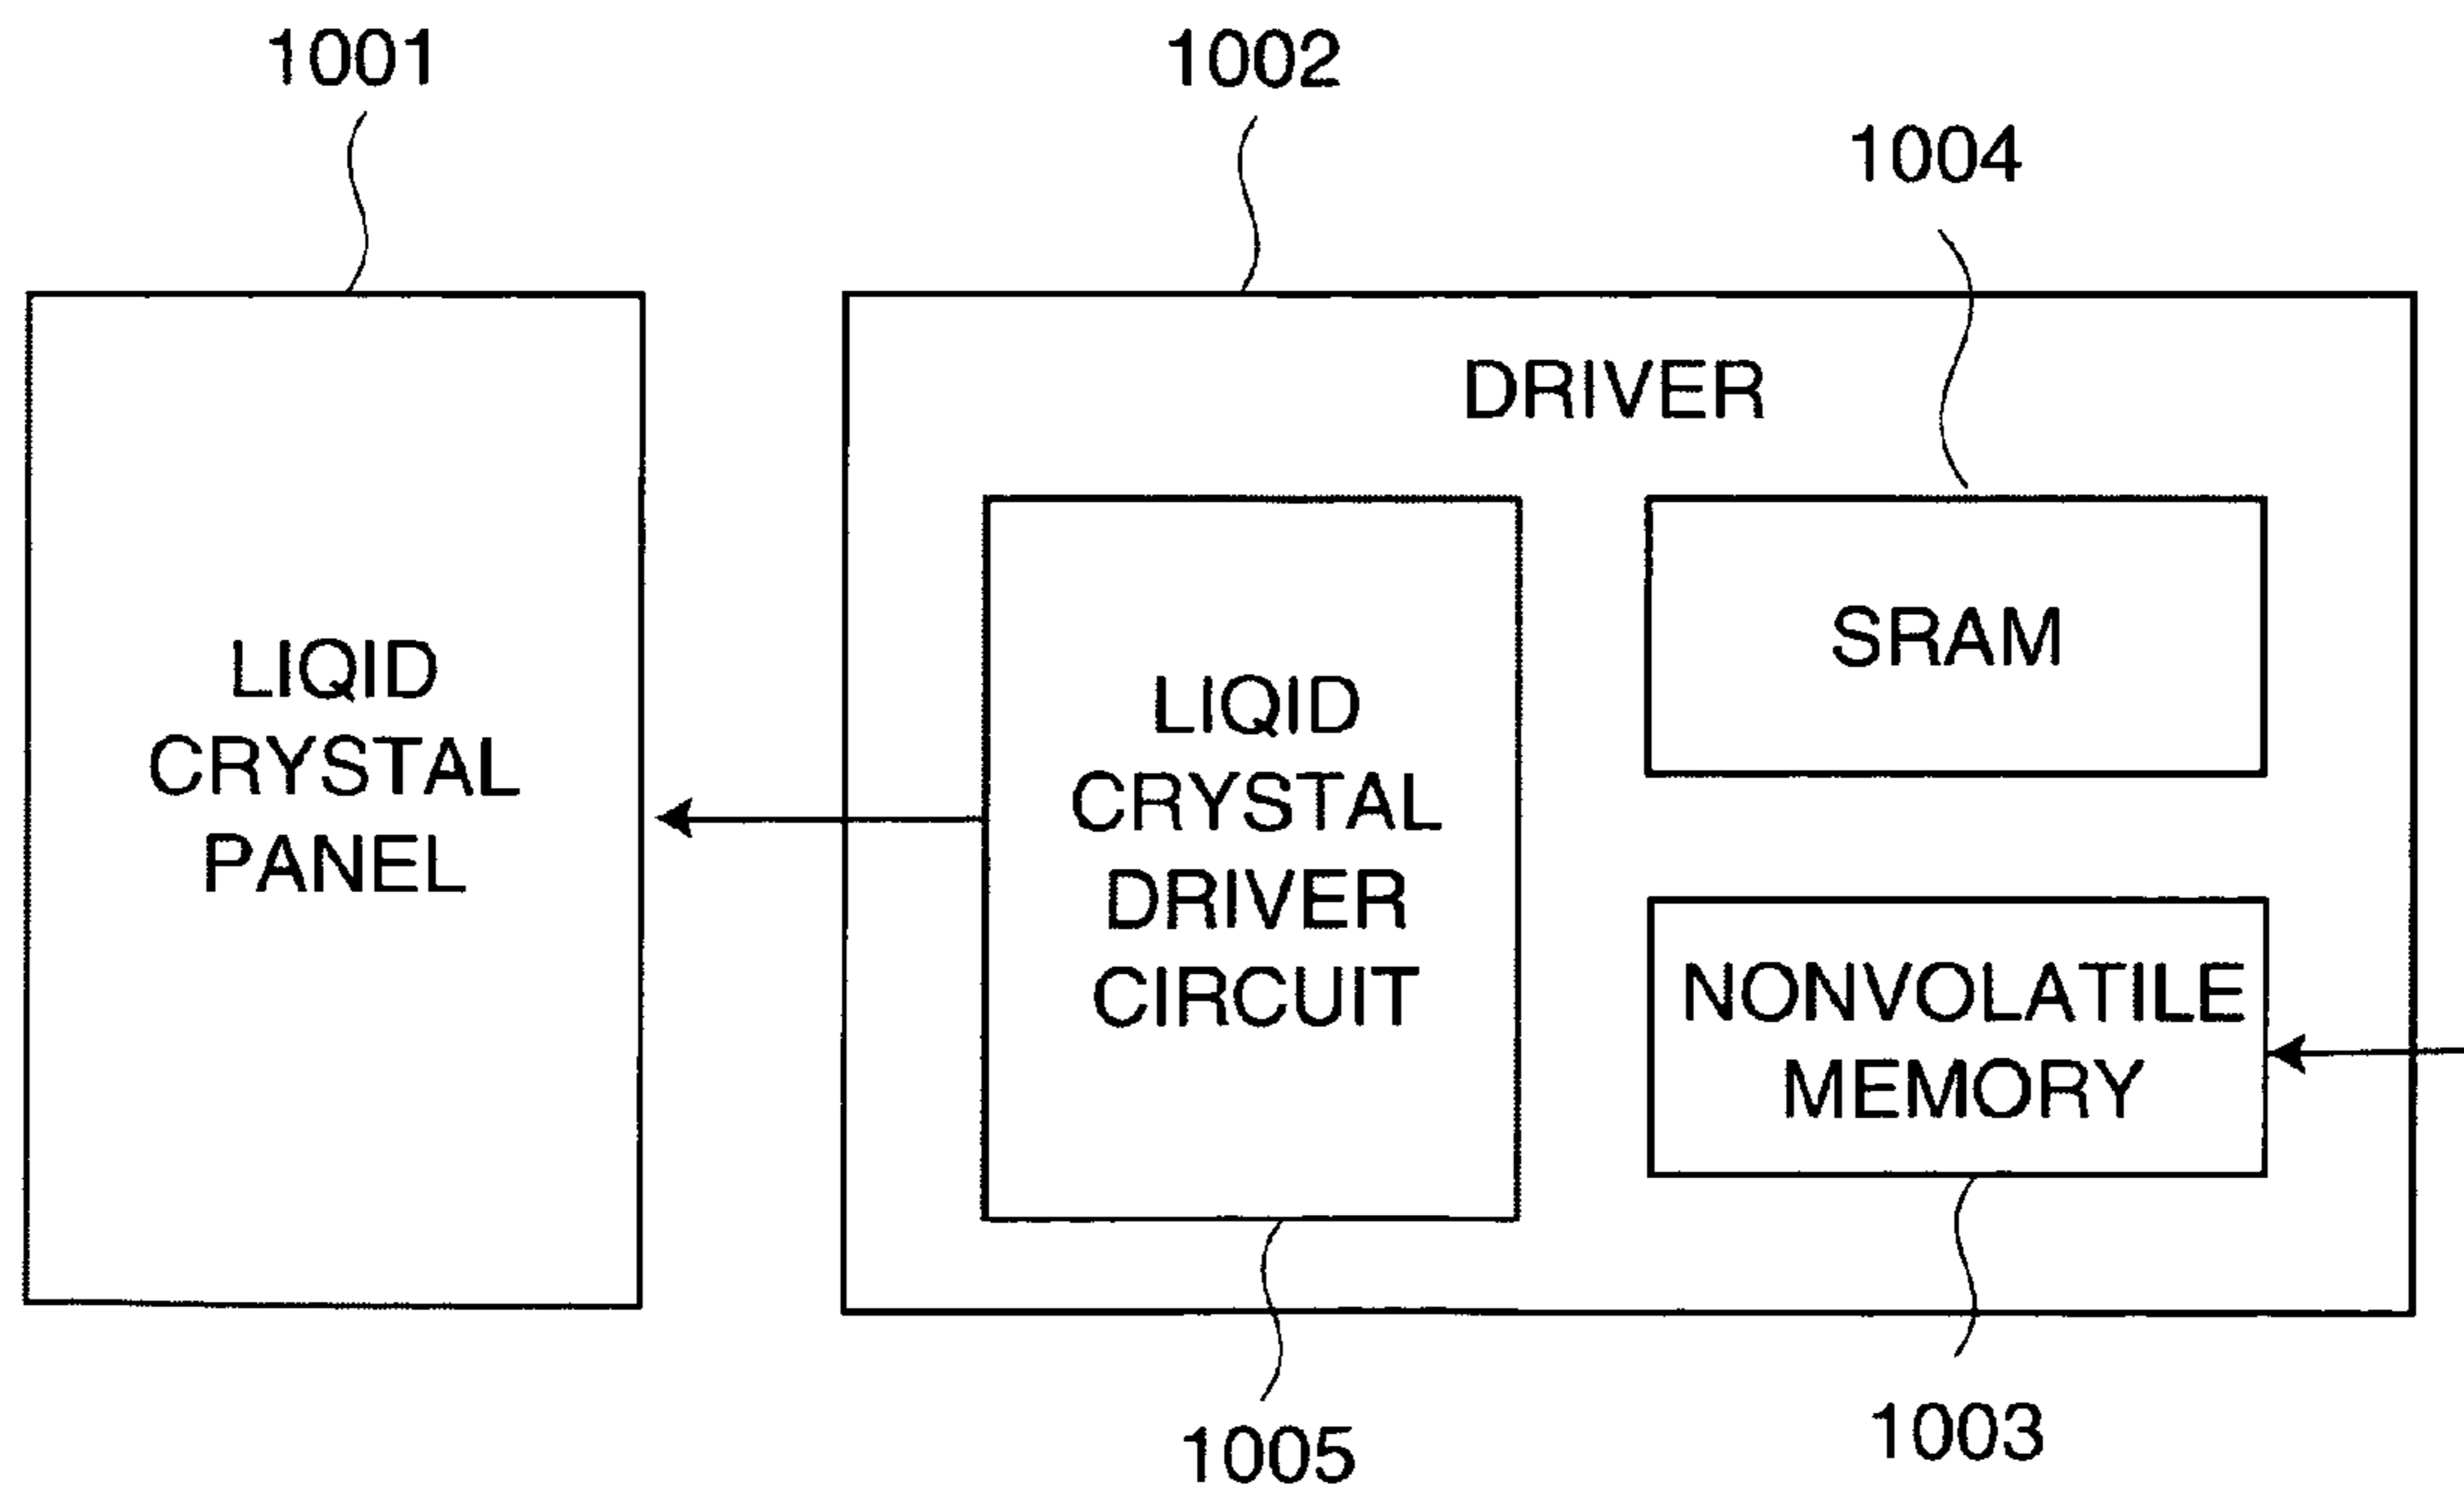 1001
1002
1004
DRIVER
LIQID
CRYSTAL
PANEL
LIQID
CRYSTAL
DRIVER
CIRCUIT
SRAM
NONVOLATILE
MEMORY
1005
1003